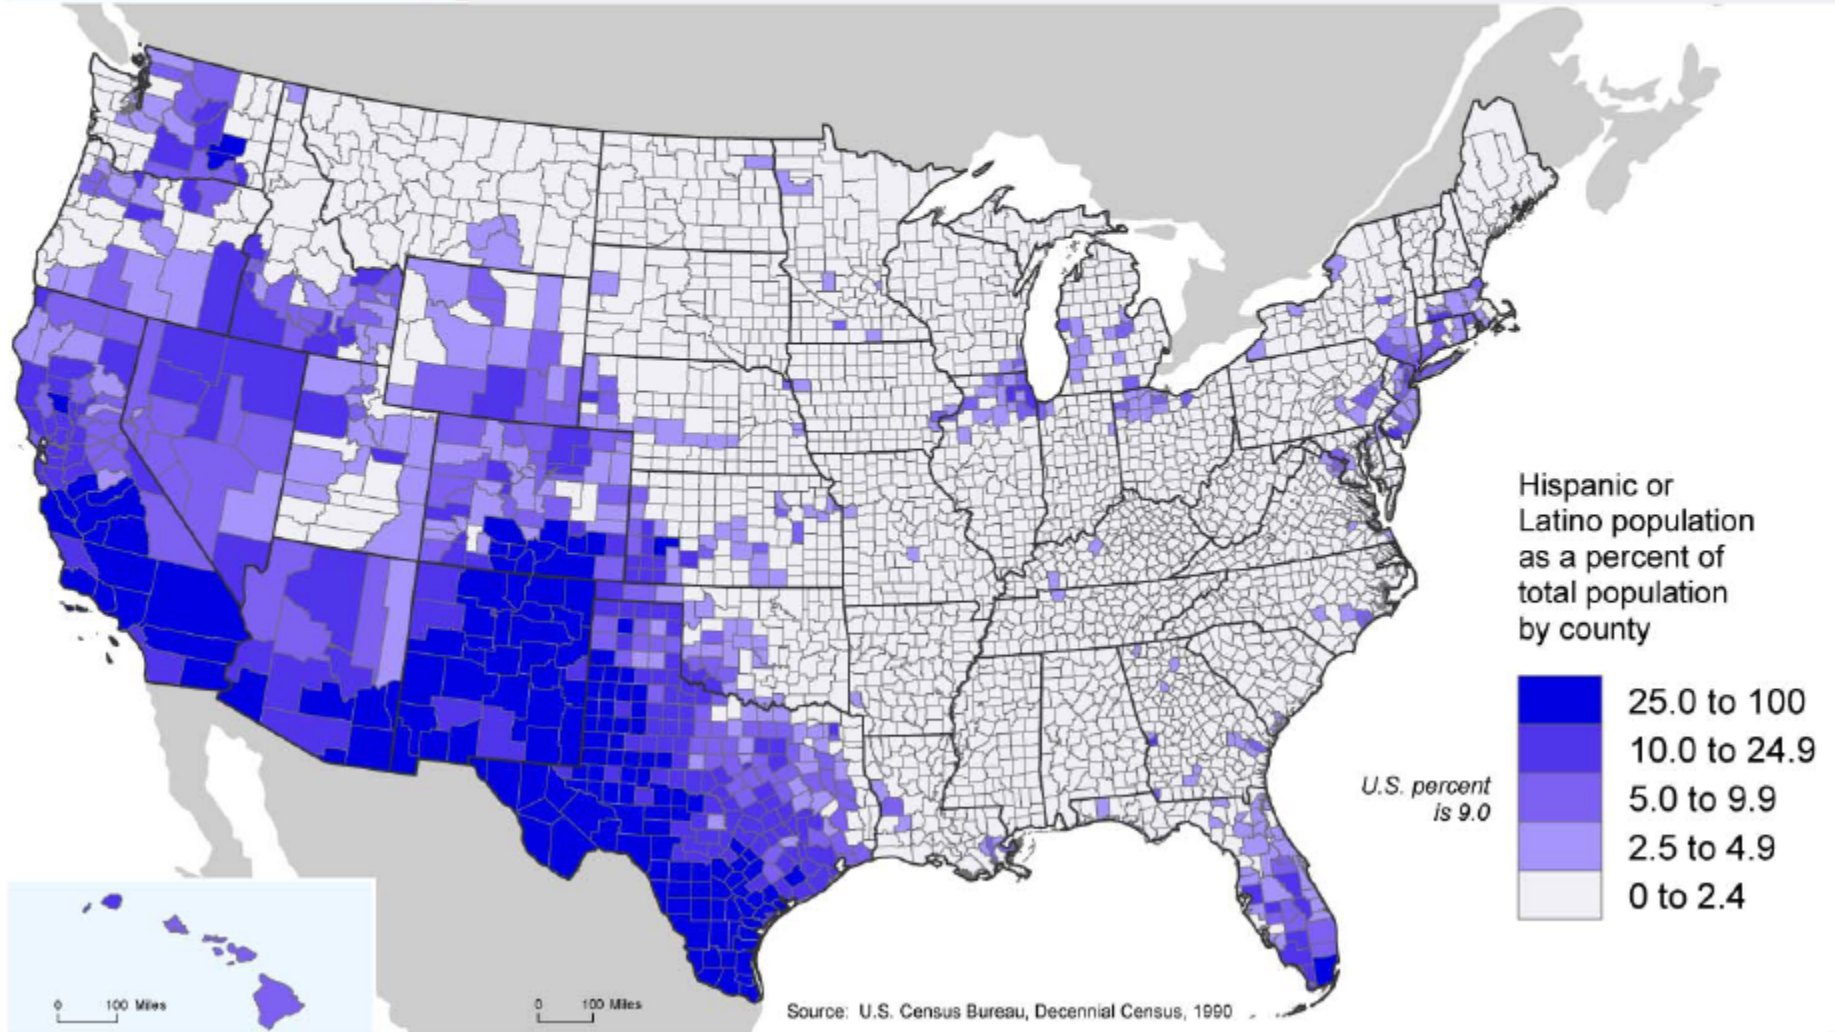 Hispanic or
Latino population
as a percent of
total population
by county
25.0 to 100
10.0 to 24.9
5.0 to 9.9
2.5 to 4.9
0 to 2.4
U.S. percent
is 9.0
0 100 Miles
0 100 Miles
Source: U.S. Census Bureau, Decennial Census, 1990